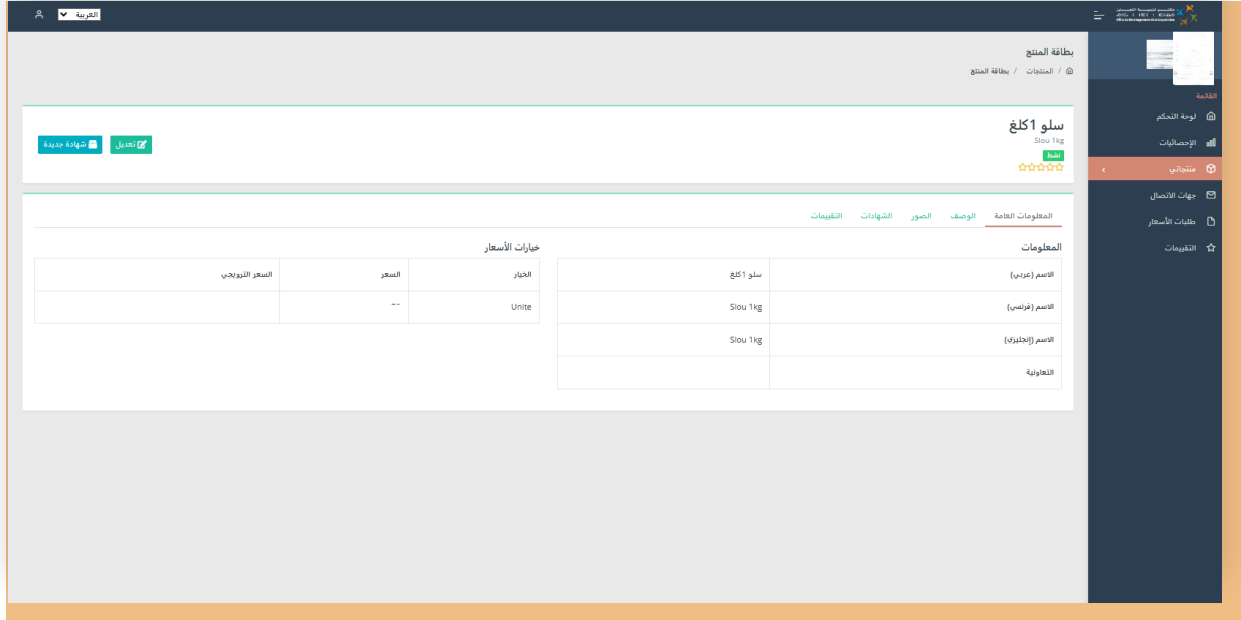 العربية
القائمة
لوحة التحكم
الإحصائيات
منتجاتي
جهات الاتصال
طلبات الأسعار
التقييمات
بطاقة المنتج
/ المنتجات / بطاقة المنتج
سلو 1كلغ
Slou 1kg
نشط
تعديل
شهادة جديدة
المعلومات العامة الوصف الصور الشهادات التقييمات
المعلومات
الاسم (عربي) سلو 1كلغ
الاسم (فرنسي) Slou 1kg
الاسم (إنجليزي) Slou 1kg
التعاونية
خيارات الأسعار
الخيار السعر السعر الترويجي
Unite --